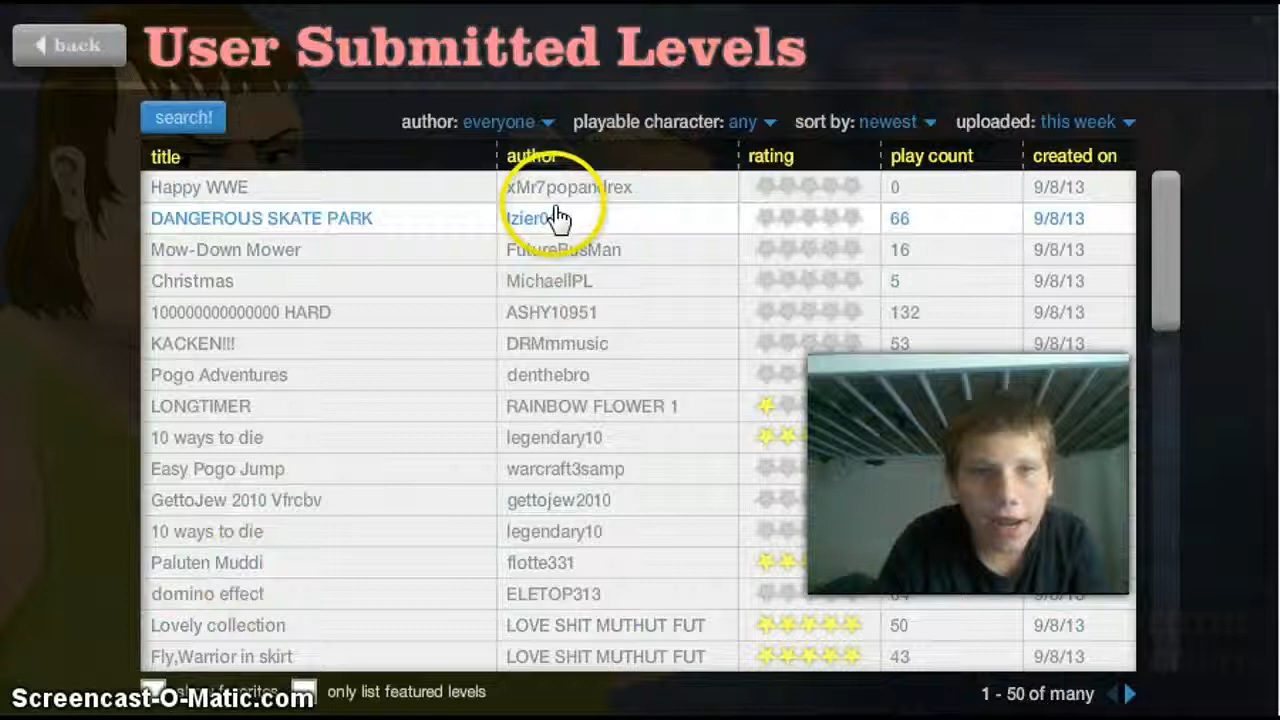 back
User Submitted Levels
search!
author: everyone playable character: any sort by: newest uploaded: this week
title author rating play count created on
Happy WWE xMr7popandrex 0 9/8/13
DANGEROUS SKATE PARK 66 9/8/13
Mow-Down Mower FutureRusMan 16 9/8/13
Christmas MichaellPL 5 9/8/13
100000000000000 HARD ASHY10951 132 9/8/13
KACKEN!!! DRMmmusic 53 9/8/13
Pogo Adventures denthebro
LONGTIMER RAINBOW FLOWER 1
10 ways to die legendary10
Easy Pogo Jump warcraft3samp
GettoJew 2010 Vfrcbv gettojew2010
10 ways to die legendary10
Paluten Muddi flotte331
domino effect ELETOP313
Lovely collection LOVE SHIT MUTHUT FUT 50 9/8/13
Fly,Warrior in skirt LOVE SHIT MUTHUT FUT 43 9/8/13
only list featured levels 1 - 50 of many
Screencast-O-Matic.com